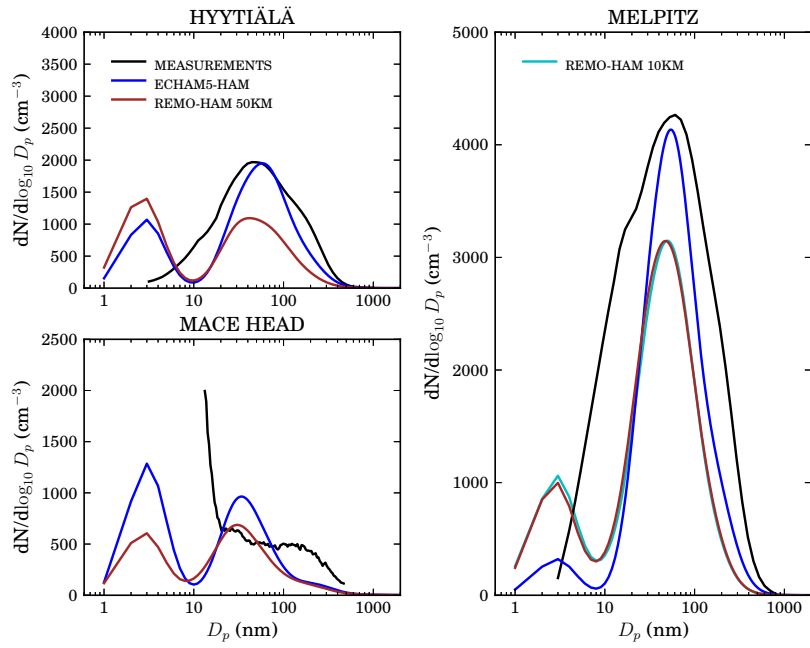 HYYTIÄLÄ
dN/dlog₁₀ Dₚ (cm⁻³)
4000
3500
3000
2500
2000
1500
1000
500
0
MEASUREMENTS
ECHAM5-HAM
REMO-HAM 50KM
1 10 100 1000
MACE HEAD
dN/dlog₁₀ Dₚ (cm⁻³)
2500
2000
1500
1000
500
0
1 10 100 1000
Dₚ (nm)
MELPITZ
dN/dlog₁₀ Dₚ (cm⁻³)
5000
4000
3000
2000
1000
0
REMO-HAM 10KM
1 10 100 1000
Dₚ (nm)